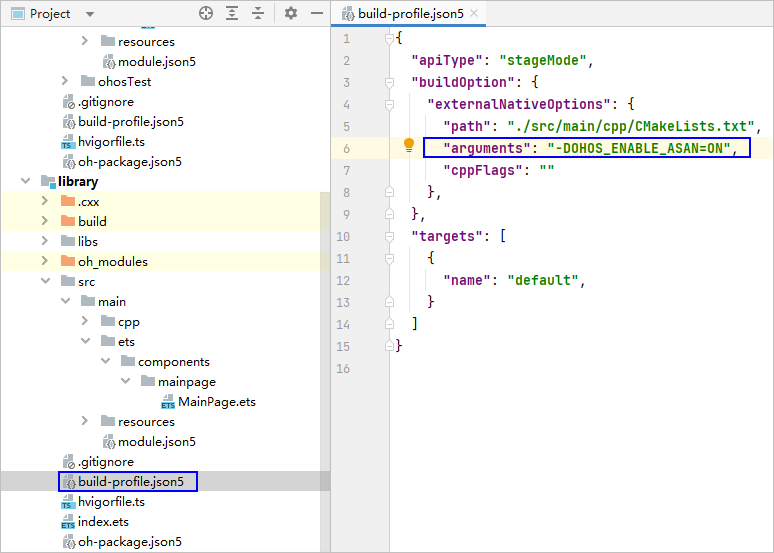 Project
resources
module.json5
ohosTest
.gitignore
build-profile.json5
hvigorfile.ts
oh-package.json5
library
.cxx
build
libs
oh_modules
src
main
cpp
ets
components
mainpage
MainPage.ets
resources
module.json5
.gitignore
build-profile.json5
hvigorfile.ts
index.ets
oh-package.json5
build-profile.json5
1 {
2 "apiType": "stageMode",
3 "buildOption": {
4 "externalNativeOptions": {
5 "path": "./src/main/cpp/CMakeLists.txt",
6 "arguments": "-DOHOS_ENABLE_ASAN=ON",
7 "cppFlags": ""
8 },
9 },
10 "targets": [
11 {
12 "name": "default",
13 }
14 ]
15 }
16